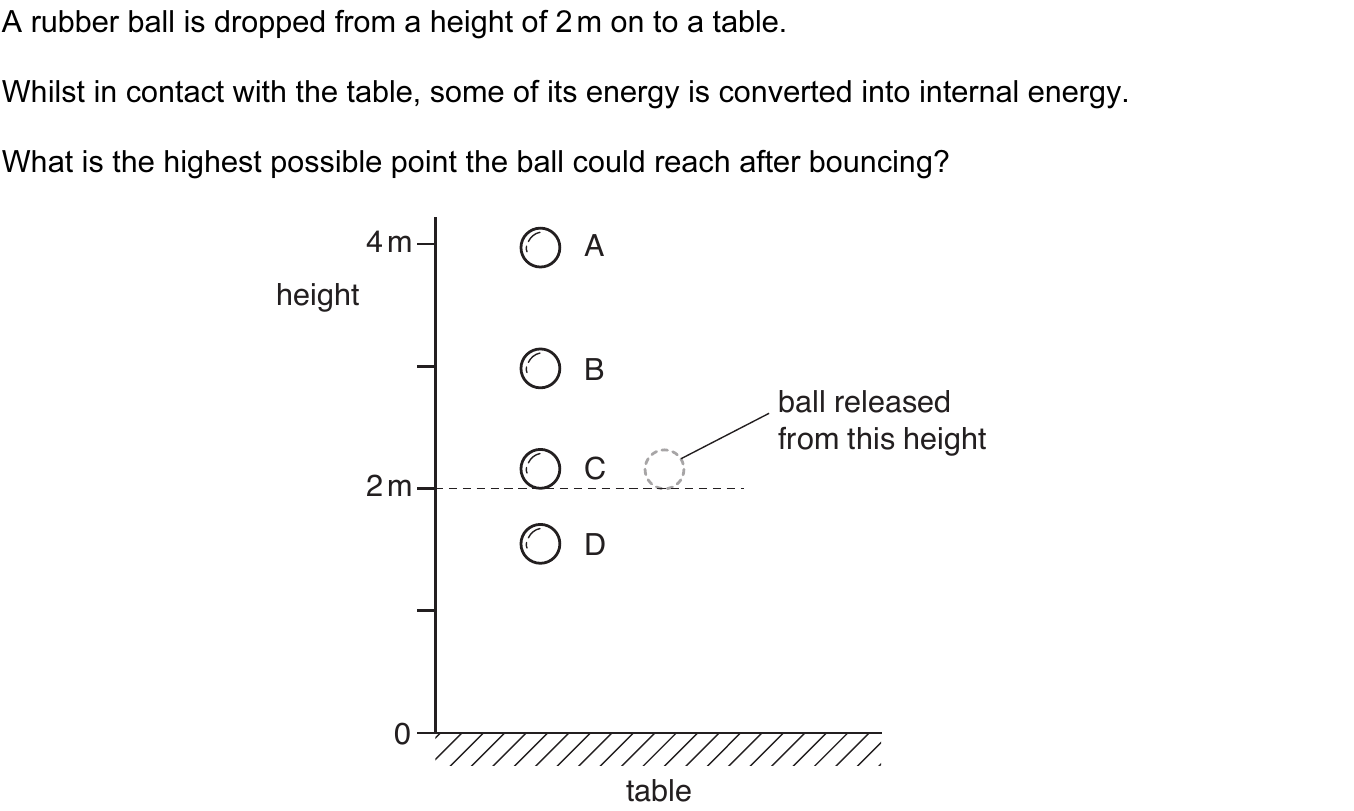 A rubber ball is dropped from a height of 2 m on to a table.
Whilst in contact with the table, some of its energy is converted into internal energy.
What is the highest possible point the ball could reach after bouncing?
4 m
A
height
B
ball released
from this height
C
2 m
D
0
table